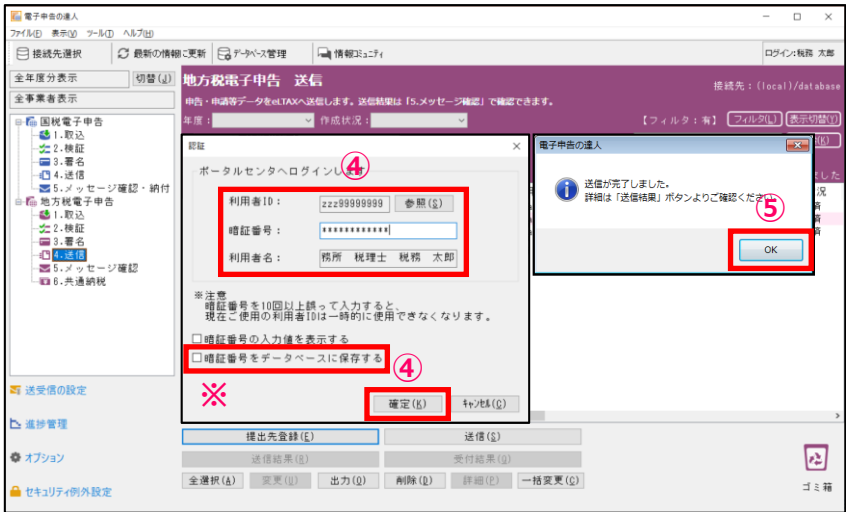 電子申告の達人
ファイル(F) 表示(V) ツール(T) ヘルプ(H)
接続先選択 最新の情報に更新 データベース管理 情報コミュニティ ログイン:税務 太郎
全年度分表示 切替(J)
全事業者表示
国税電子申告
1.取込
2.検証
3.署名
4.送信
5.メッセージ確認・納付
地方税電子申告
1.取込
2.検証
3.署名
4.送信
5.メッセージ確認
6.共通納税
送受信の設定
進捗管理
オプション
セキュリティ例外設定
地方税電子申告 送信
接続先:(local)/database
申告・申請等データをeLTAXへ送信します。送信結果は「5.メッセージ確認」で確認できます。
年度: 作成状況: 【フィルタ:有】 フィルタ(L) 表示切替(Y)
(K)
ました
況
済
済
済
認証
ポータルセンタへログインします
④
利用者ID: zzz99999999 参照(S)
暗証番号: ************
利用者名: 務所 税理士 税務 太郎
※注意
暗証番号を10回以上誤って入力すると、
現在ご使用の利用者IDは一時的に使用できなくなります。
暗証番号の入力値を表示する
暗証番号をデータベースに保存する
④
※
確定(K) キャンセル(C)
電子申告の達人
送信が完了しました。
詳細は「送信結果」ボタンよりご確認ください。
⑤
OK
提出先登録(E) 送信(S)
送信結果(R) 受付結果(Q)
全選択(A) 変更(U) 出力(O) 削除(D) 詳細(P) 一括変更(C)
ゴミ箱